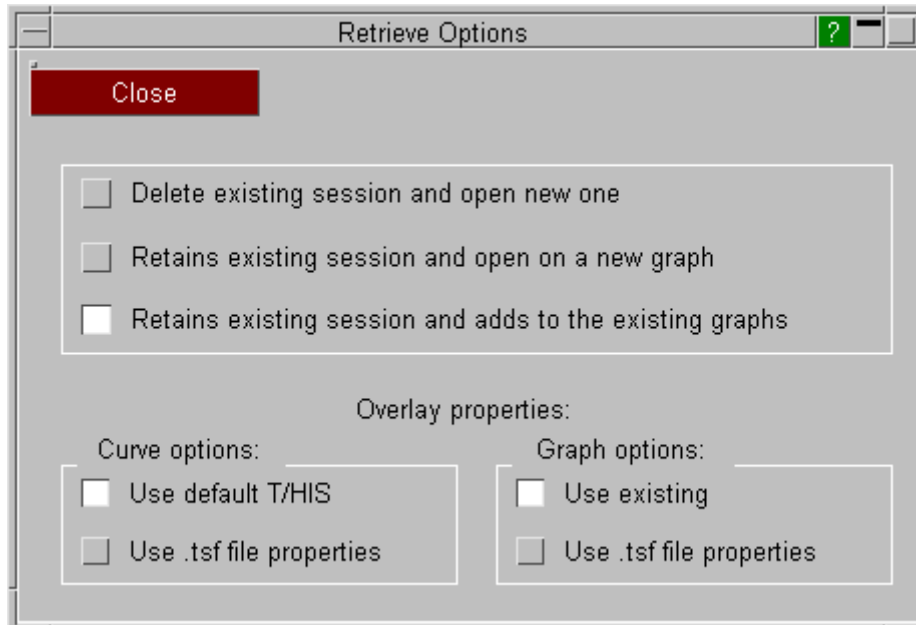 Retrieve Options ?
Close
Delete existing session and open new one
Retains existing session and open on a new graph
Retains existing session and adds to the existing graphs
Overlay properties:
Curve options:
Use default T/HIS
Use .tsf file properties
Graph options:
Use existing
Use .tsf file properties